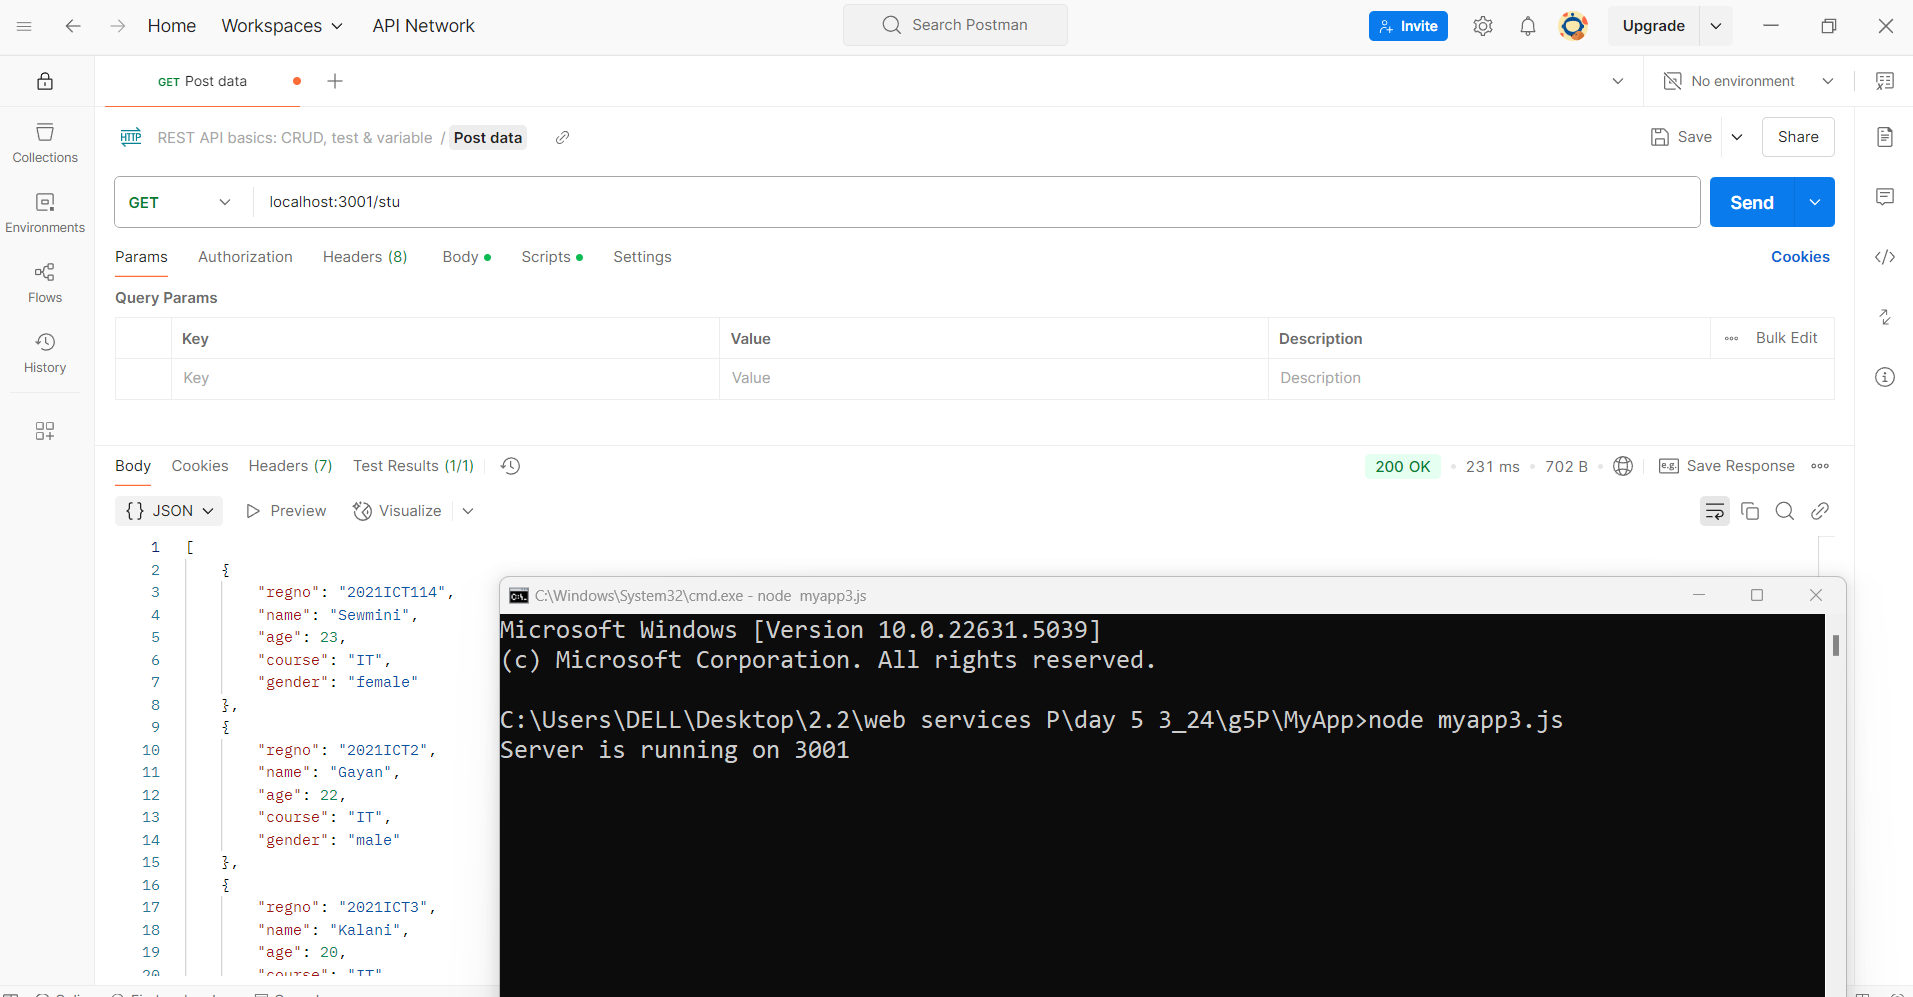 Home Workspaces API Network Search Postman Invite Upgrade
GET Post data No environment
REST API basics: CRUD, test & variable / Post data Save Share
Collections
Environments
Flows
History
GET localhost:3001/stu Send
Params Authorization Headers (8) Body Scripts Settings Cookies
Query Params
Key Value Description Bulk Edit
Key Value Description
Body Cookies Headers (7) Test Results (1/1) 200 OK 231 ms 702 B e.g. Save Response
{} JSON Preview Visualize
1 [
2 {
3 "regno": "2021ICT114",
4 "name": "Sewmini",
5 "age": 23,
6 "course": "IT",
7 "gender": "female"
8 },
9 {
10 "regno": "2021ICT2",
11 "name": "Gayan",
12 "age": 22,
13 "course": "IT",
14 "gender": "male"
15 },
16 {
17 "regno": "2021ICT3",
18 "name": "Kalani",
19 "age": 20,
20 "course": "IT"
C:\Windows\System32\cmd.exe - node myapp3.js
Microsoft Windows [Version 10.0.22631.5039]
(c) Microsoft Corporation. All rights reserved.
C:\Users\DELL\Desktop\2.2\web services P\day 5 3_24\g5P\MyApp>node myapp3.js
Server is running on 3001